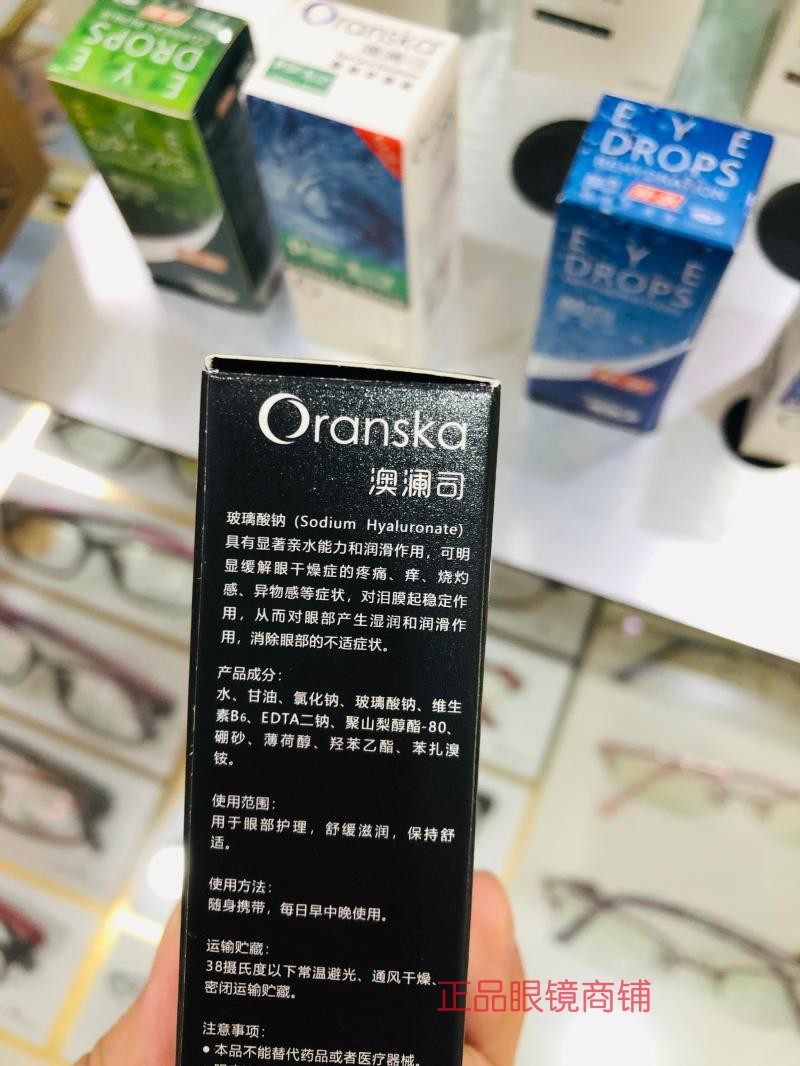 EYE
DROPS
EYE
DROPS
Oranska
澳澜司
EYE
DROPS
REHYDRATION
EYE
DROPS
Oranska
澳澜司
玻璃酸钠 (Sodium Hyaluronate)
具有显著亲水能力和润滑作用，可明
显缓解眼干燥症的疼痛、痒、烧灼
感、异物感等症状，对泪膜起稳定作
用，从而对眼部产生湿润和润滑作
用，消除眼部的不适症状。
产品成分：
水、甘油、氯化钠、玻璃酸钠、维生
素B6、EDTA二钠、聚山梨醇酯-80、
硼砂、薄荷醇、羟苯乙酯、苯扎溴
铵。
使用范围：
用于眼部护理，舒缓滋润，保持舒
适。
使用方法：
随身携带，每日早中晚使用。
运输贮藏：
38摄氏度以下常温避光、通风干燥、
密闭运输贮藏。
注意事项：
• 本品不能替代药品或者医疗器械。
正品眼镜商铺